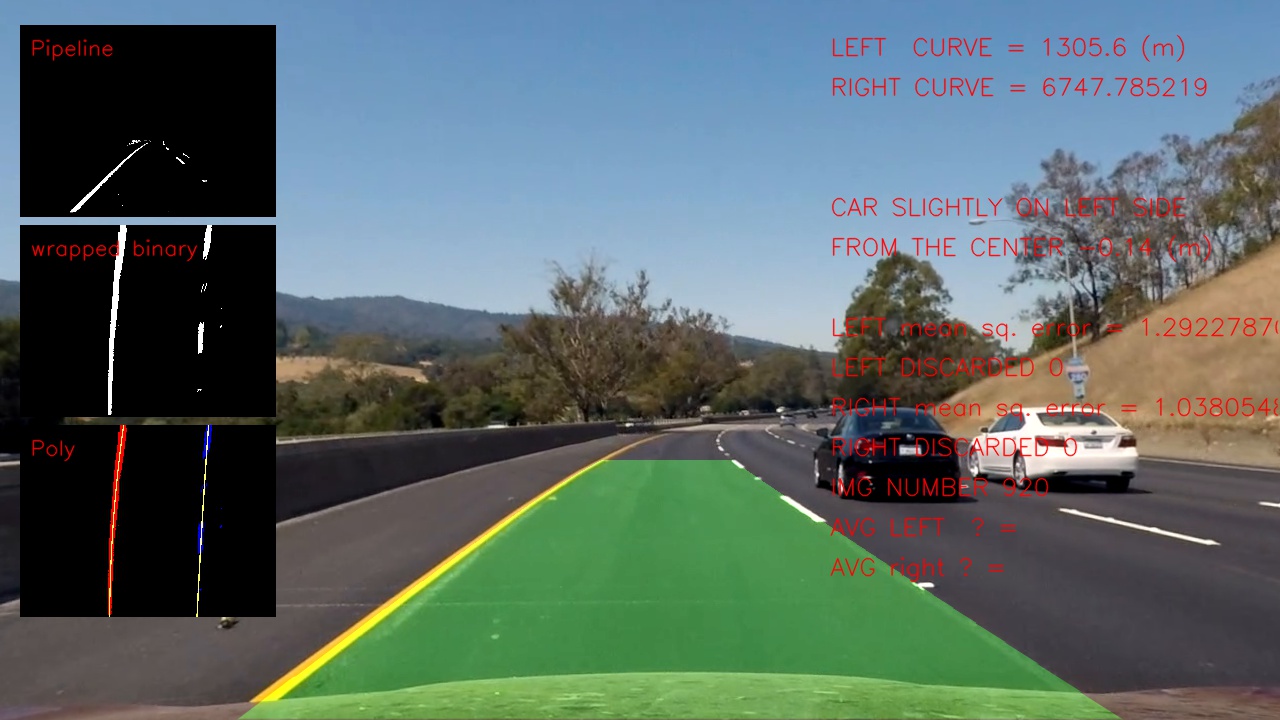 Pipeline
wrapped binary
Poly
LEFT CURVE = 1305.6 (m)
RIGHT CURVE = 6747.785219
CAR SLIGHTLY ON LEFT SIDE
FROM THE CENTER -0.14 (m)
LEFT mean sq. error = 1.29227870
LEFT DISCARDED 0
RIGHT mean sq. error = 1.0380548
RIGHT DISCARDED 0
IMG NUMBER 920
AVG LEFT ? =
AVG right ? =